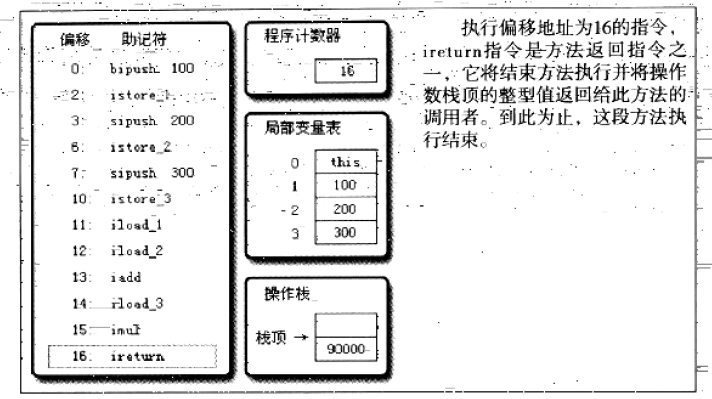 偏移 助记符
0: bipush 100
2: istore_1
3: sipush 200
6: istore_2
7: sipush 300
10: istore_3
11: iload_1
12: iload_2
13: iadd
14: iload_3
15: imul
16: ireturn
程序计数器
16
局部变量表
0 this
1 100
2 200
3 300
操作栈
栈顶 →
90000
执行偏移地址为16的指令，
ireturn指令是方法返回指令之
一，它将结束方法执行并将操作
数栈顶的整型值返回给此方法的
调用者。到此为止，这段方法执
行结束。